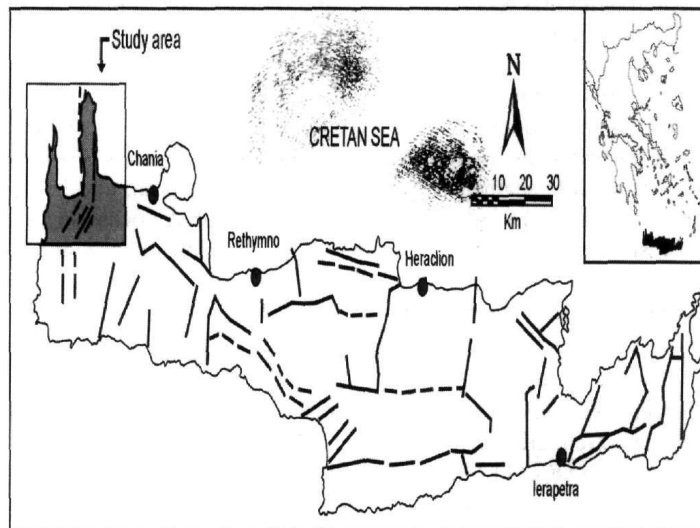 Study area
N
CRETAN SEA
Chania
10 20 30
Km
Rethymno
Heraclion
Ierapetra